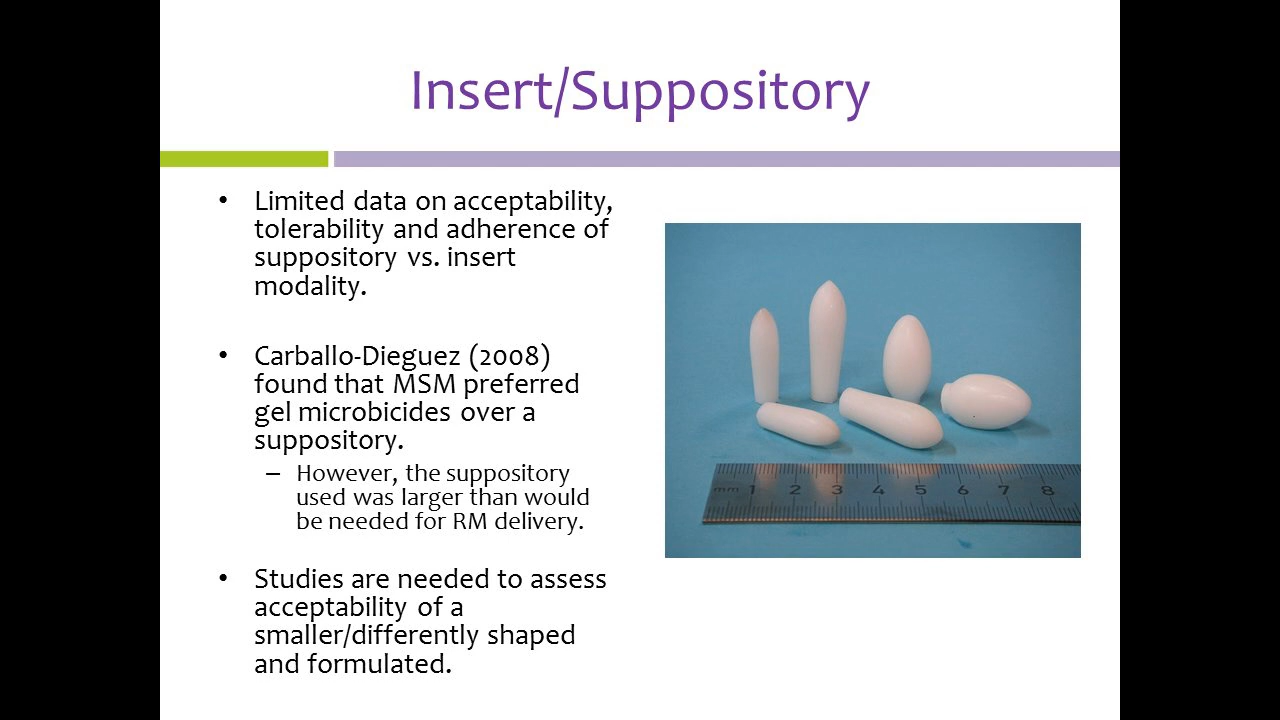 Insert/Suppository
• Limited data on acceptability,
tolerability and adherence of
suppository vs. insert
modality.
• Carballo-Dieguez (2008)
found that MSM preferred
gel microbicides over a
suppository.
– However, the suppository
used was larger than would
be needed for RM delivery.
• Studies are needed to assess
acceptability of a
smaller/differently shaped
and formulated.
mm 1 2 3 4 5 6 7 8